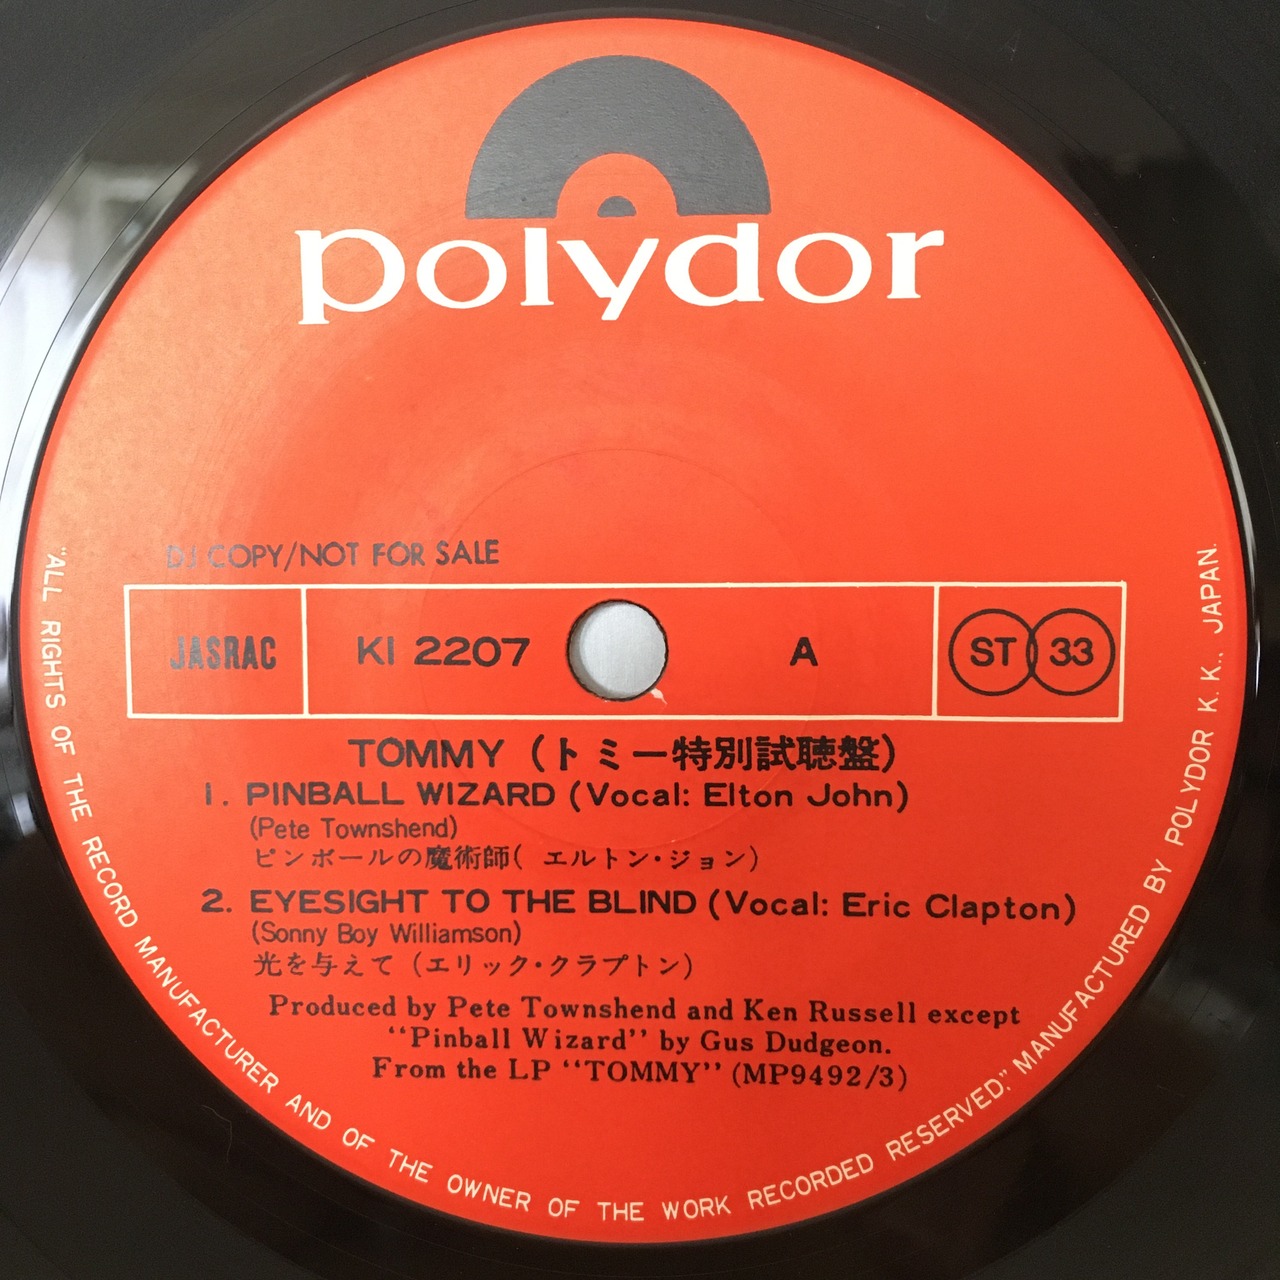 polydor
DJ COPY/NOT FOR SALE
JASRAC KI 2207 A ST 33
TOMMY (トミー特別試聴盤)
1. PINBALL WIZARD (Vocal: Elton John)
(Pete Townshend)
ピンボールの魔術師( エルトン・ジョン)
2. EYESIGHT TO THE BLIND (Vocal: Eric Clapton)
(Sonny Boy Williamson)
光を与えて (エリック・クラプトン)
Produced by Pete Townshend and Ken Russell except
“Pinball Wizard” by Gus Dudgeon.
From the LP “TOMMY” (MP9492/3)
“ALL RIGHTS OF THE RECORD MANUFACTURER AND OF THE OWNER OF THE WORK RECORDED RESERVED.” MANUFACTURED BY POLYDOR K. K., JAPAN.